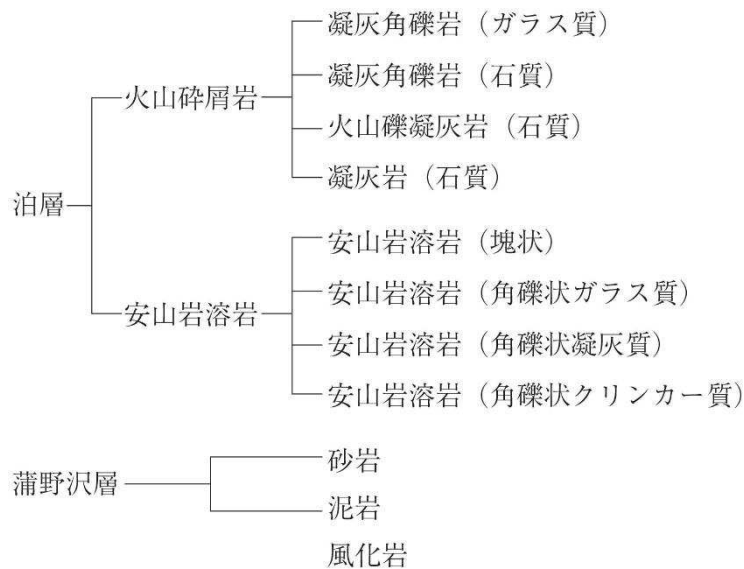 凝灰角礫岩（ガラス質）
凝灰角礫岩（石質）
火山砕屑岩
火山礫凝灰岩（石質）
凝灰岩（石質）
泊層
安山岩溶岩（塊状）
安山岩溶岩（角礫状ガラス質）
安山岩溶岩
安山岩溶岩（角礫状凝灰質）
安山岩溶岩（角礫状クリンカー質）
砂岩
蒲野沢層
泥岩
風化岩